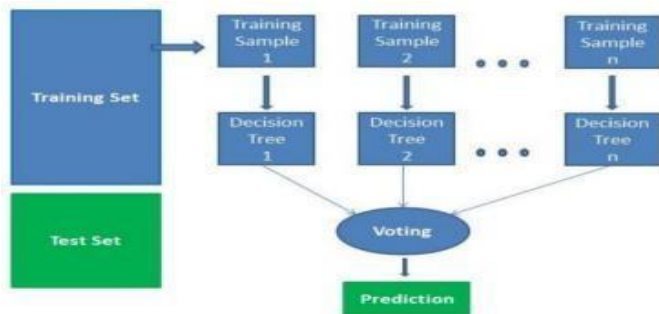 Training Set
Test Set
Training
Sample
1
Training
Sample
2
Training
Sample
n
Decision
Tree
1
Decision
Tree
2
Decision
Tree
n
Voting
Prediction